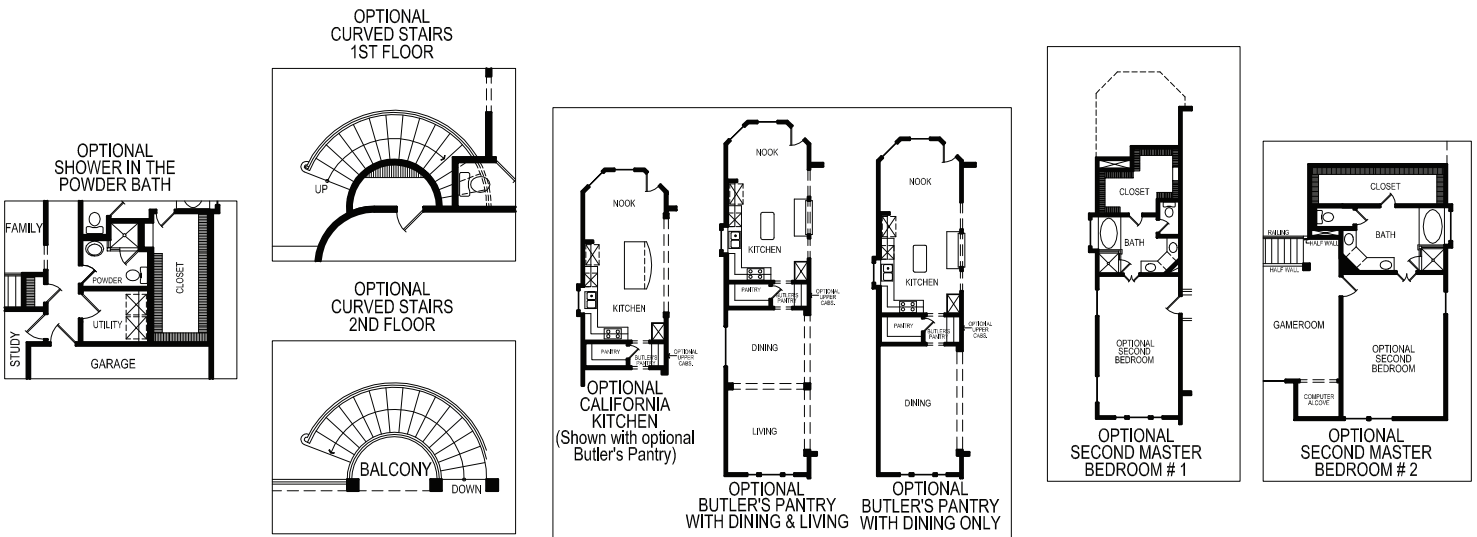 OPTIONAL
SHOWER IN THE
POWDER BATH
FAMILY
POWDER
CLOSET
UTILITY
STUDY
GARAGE
OPTIONAL
CURVED STAIRS
1ST FLOOR
UP
OPTIONAL
CURVED STAIRS
2ND FLOOR
BALCONY
DOWN
NOOK
KITCHEN
PANTRY
BUTLER'S
PANTRY
OPTIONAL
UPPER
CABS.
OPTIONAL
CALIFORNIA
KITCHEN
(Shown with optional
Butler's Pantry)
NOOK
KITCHEN
PANTRY
BUTLER'S
PANTRY
OPTIONAL
UPPER
CABS.
DINING
LIVING
OPTIONAL
BUTLER'S PANTRY
WITH DINING & LIVING
NOOK
KITCHEN
PANTRY
BUTLER'S
PANTRY
OPTIONAL
UPPER
CABS.
DINING
OPTIONAL
BUTLER'S PANTRY
WITH DINING ONLY
CLOSET
BATH
OPTIONAL
SECOND
BEDROOM
OPTIONAL
SECOND MASTER
BEDROOM # 1
CLOSET
BATH
RAILING
HALF WALL
HALF WALL
GAMEROOM
OPTIONAL
SECOND
BEDROOM
COMPUTER
ALCOVE
OPTIONAL
SECOND MASTER
BEDROOM # 2